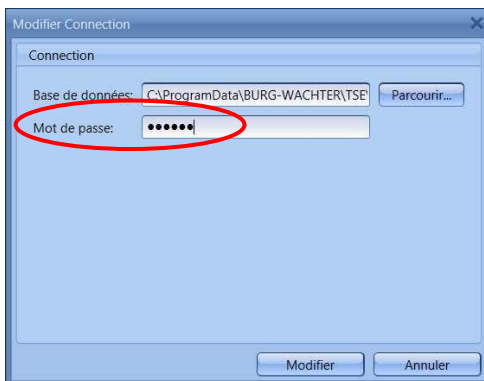 Modifier Connection
Connection
Base de données: C:\ProgramData\BURG-WACHTER\TSE Parcourir...
Mot de passe: ••••••
Modifier Annuler